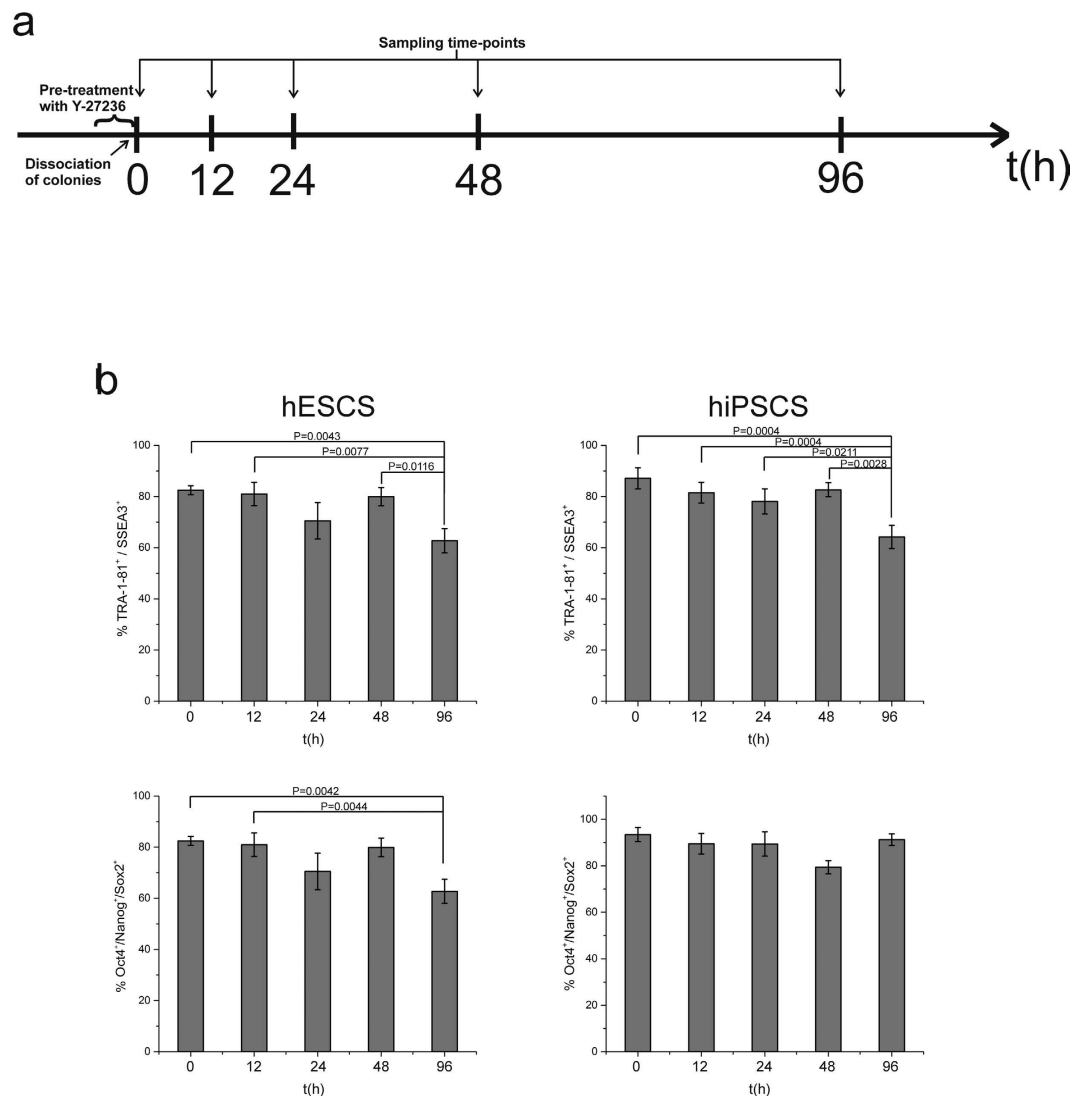 a
Sampling time-points
Pre-treatment
with Y-27236
Dissociation
of colonies
0 12 24 48 96 t(h)
b
hESCS
P=0.0043
P=0.0077
P=0.0116
100
80
60
40
20
0
% TRA-1-81⁺ / SSEA3⁺
0 12 24 48 96
t(h)
hiPSCS
P=0.0004
P=0.0004
P=0.0211
P=0.0028
100
80
60
40
20
0
% TRA-1-81⁺ / SSEA3⁺
0 12 24 48 96
t(h)
P=0.0042
P=0.0044
100
80
60
40
20
0
% Oct4⁺/Nanog⁺/Sox2⁺
0 12 24 48 96
t(h)
100
80
60
40
20
0
% Oct4⁺/Nanog⁺/Sox2⁺
0 12 24 48 96
t(h)